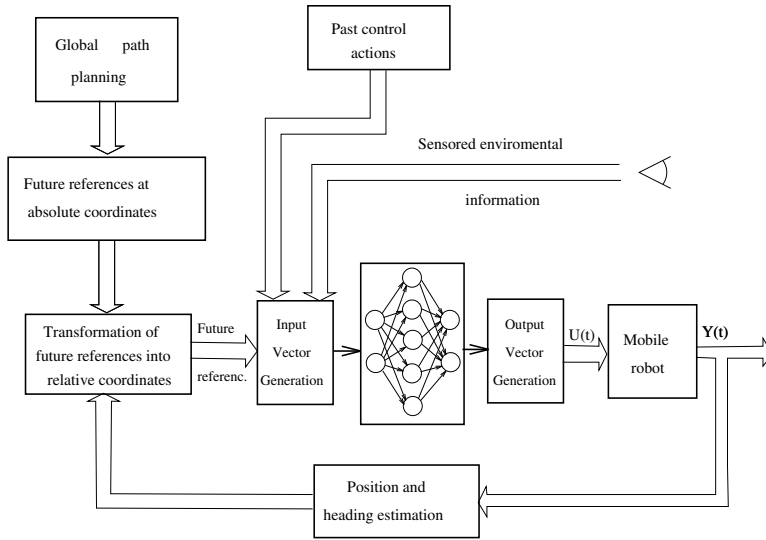 Global path
planning
Past control
actions
Sensored enviromental
information
Future references at
absolute coordinates
Transformation of
future references into
relative coordinates
Future
referenc.
Input
Vector
Generation
Output
Vector
Generation
U(t)
Mobile
robot
Y(t)
Position and
heading estimation